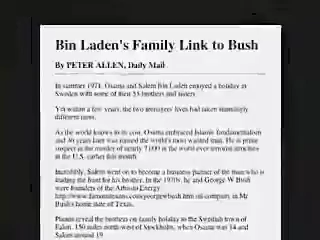 Bin Laden's Family Link to Bush
By PETER ALLEN, Daily Mail
In summer 1971, Osama and Salem Bin Laden enjoyed a holiday in
Sweden with some of their 55 brothers and sisters
Yet within a few years, the two teenagers' lives had taken stunningly
different turns.
As the world knows to its cost, Osama embraced Islamic fundamentalism
and 30 years later was named the world's most wanted man. He is prime
suspect in the murder of nearly 7,000 in the worst ever terrorist atrocities
in the U.S. earlier this month
Incredibly, Salem went on to become a business partner of the man who is
leading the hunt for his brother. In the 1970s, he and George W Bush
were founders of the Arbusto Energy
oil company in Mr
Bush's home state of Texas.
Photos reveal the brothers on family holiday in the Swedish town of
Falun, 150 miles north-west of Stockholm, when Osama was 14 and
Salem around 19